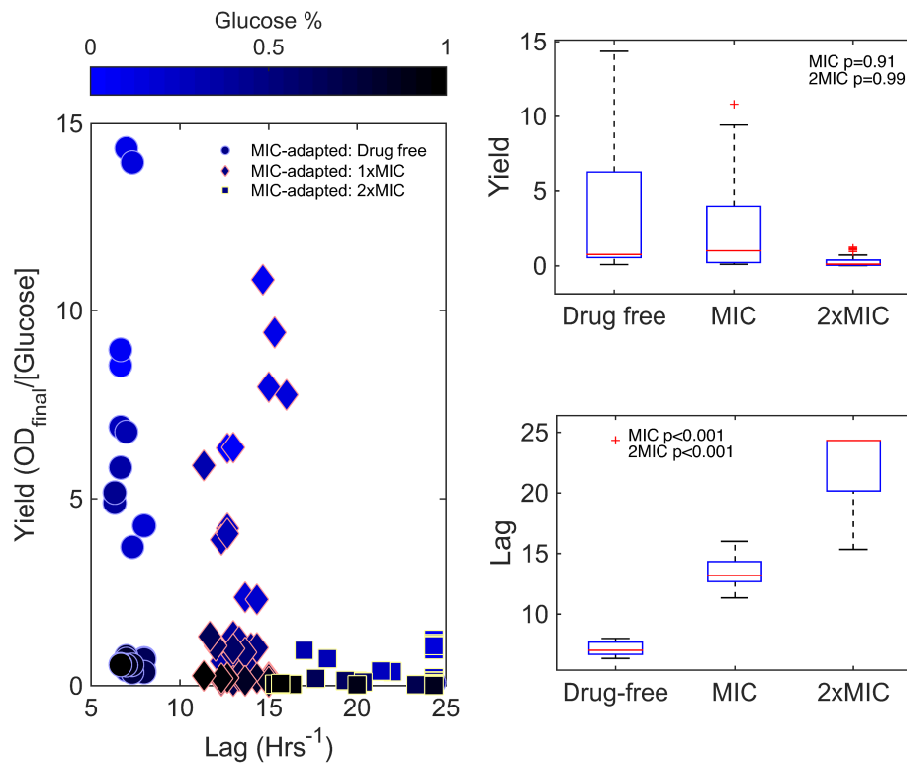 Glucose %
0 0.5 1
15
10
5
0
5 10 15 20 25
Yield (OD_final/[Glucose]
Lag (Hrs⁻¹)
MIC-adapted: Drug free
MIC-adapted: 1xMIC
MIC-adapted: 2xMIC
15
10
5
0
Yield
MIC p=0.91
2MIC p=0.99
Drug free MIC 2xMIC
25
20
15
10
Lag
MIC p<0.001
2MIC p<0.001
Drug-free MIC 2xMIC